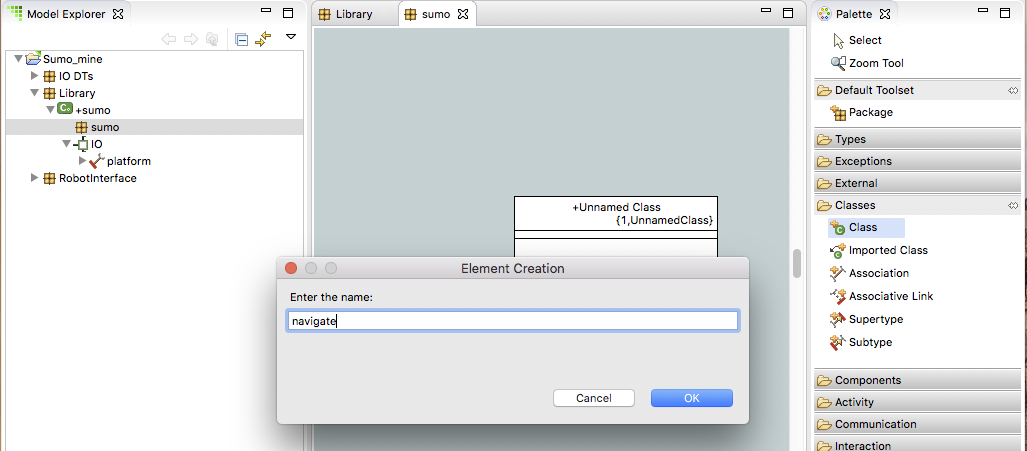 Model Explorer
Sumo_mine
IO DTs
Library
+sumo
sumo
IO
platform
RobotInterface
Library
sumo
+Unnamed Class
{1,UnnamedClass}
Element Creation
Enter the name:
navigate
Cancel
OK
Palette
Select
Zoom Tool
Default Toolset
Package
Types
Exceptions
External
Classes
Class
Imported Class
Association
Associative Link
Supertype
Subtype
Components
Activity
Communication
Interaction